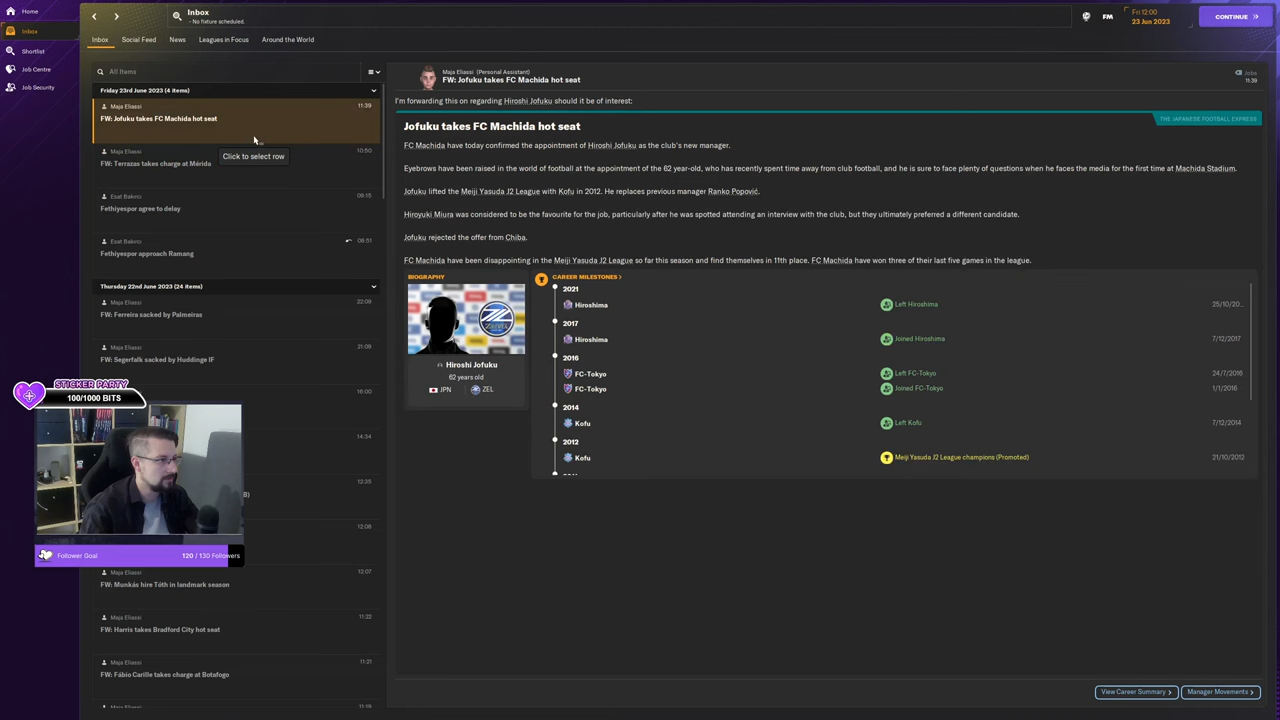 Home
Inbox
Shortlist
Job Centre
Job Security
Inbox
- No fixture scheduled.
FM
Fri 12:00
23 Jun 2023
CONTINUE
Inbox
Social Feed
News
Leagues in Focus
Around the World
All Items
Friday 23rd June 2023 (4 items)
Maja Eliassi
11:39
FW: Jofuku takes FC Machida hot seat
Click to select row
Maja Eliassi
10:50
FW: Terrazas takes charge at Mérida
Esat Bakırcı
09:15
Fethiyespor agree to delay
Esat Bakırcı
08:51
Fethiyespor approach Ramang
Thursday 22nd June 2023 (24 items)
Maja Eliassi
22:09
FW: Ferreira sacked by Palmeiras
Maja Eliassi
21:09
FW: Segerfalk sacked by Huddinge IF
16:00
14:34
12:35
B)
12:08
Maja Eliassi
12:07
FW: Munkás hire Tóth in landmark season
Maja Eliassi
11:22
FW: Harris takes Bradford City hot seat
Maja Eliassi
11:21
FW: Fábio Carille takes charge at Botafogo
STICKER PARTY
100/1000 BITS
Follower Goal
120 / 130 Followers
Maja Eliassi (Personal Assistant)
FW: Jofuku takes FC Machida hot seat
Jobs
11:39
I'm forwarding this on regarding Hiroshi Jofuku should it be of interest:
THE JAPANESE FOOTBALL EXPRESS
Jofuku takes FC Machida hot seat
FC Machida have today confirmed the appointment of Hiroshi Jofuku as the club's new manager.
Eyebrows have been raised in the world of football at the appointment of the 62 year-old, who has recently spent time away from club football, and he is sure to face plenty of questions when he faces the media for the first time at Machida Stadium.
Jofuku lifted the Meiji Yasuda J2 League with Kofu in 2012. He replaces previous manager Ranko Popović.
Hiroyuki Miura was considered to be the favourite for the job, particularly after he was spotted attending an interview with the club, but they ultimately preferred a different candidate.
Jofuku rejected the offer from Chiba.
FC Machida have been disappointing in the Meiji Yasuda J2 League so far this season and find themselves in 11th place. FC Machida have won three of their last five games in the league.
BIOGRAPHY
Hiroshi Jofuku
62 years old
JPN
ZEL
CAREER MILESTONES >
2021
Hiroshima
Left Hiroshima
25/10/20...
2017
Hiroshima
Joined Hiroshima
7/12/2017
2016
FC-Tokyo
Left FC-Tokyo
24/7/2016
FC-Tokyo
Joined FC-Tokyo
1/1/2016
2014
Kofu
Left Kofu
7/12/2014
2012
Kofu
Meiji Yasuda J2 League champions (Promoted)
21/10/2012
View Career Summary >
Manager Movements >